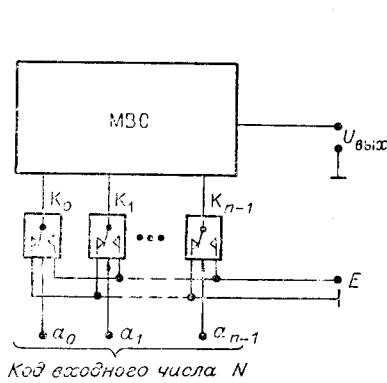 МВС
U вых
K₀ K₁ Kₙ₋₁
E
a₀ a₁ aₙ₋₁
Код входного числа N